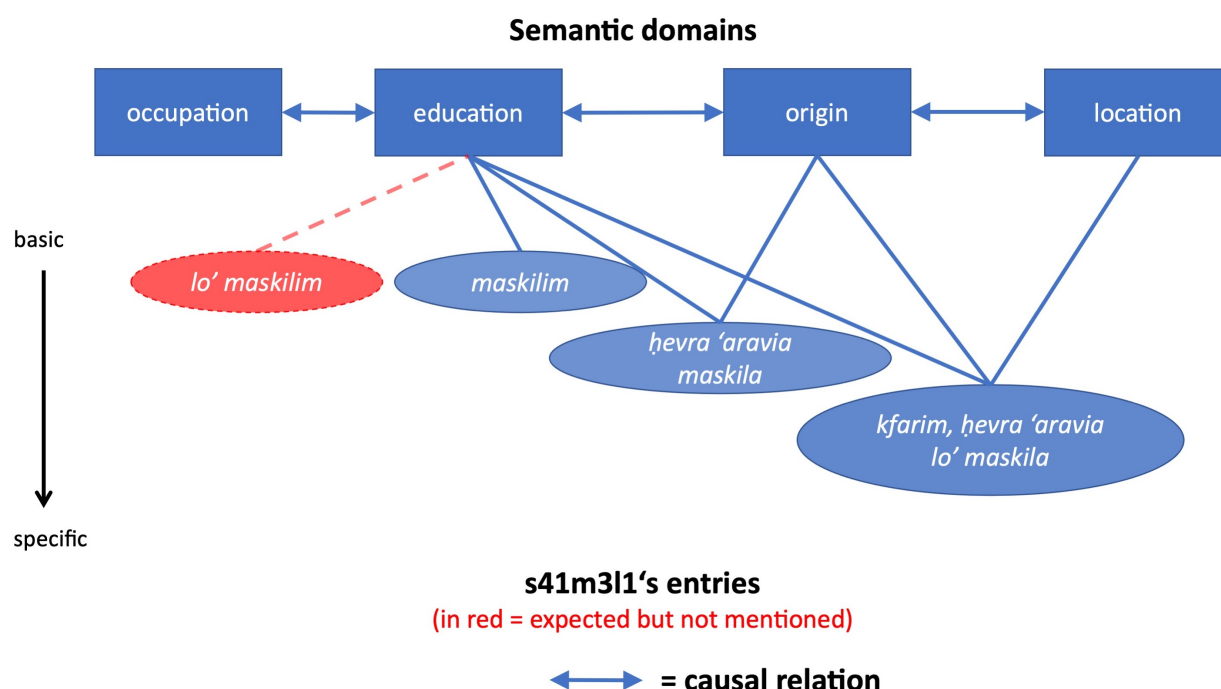 Semantic domains
occupation
education
origin
location
basic
lo’ maskilim
maskilim
ḥevra ‘aravia
maskila
kfarim, ḥevra ‘aravia
lo’ maskila
specific
s41m3l1‘s entries
(in red = expected but not mentioned)
= causal relation